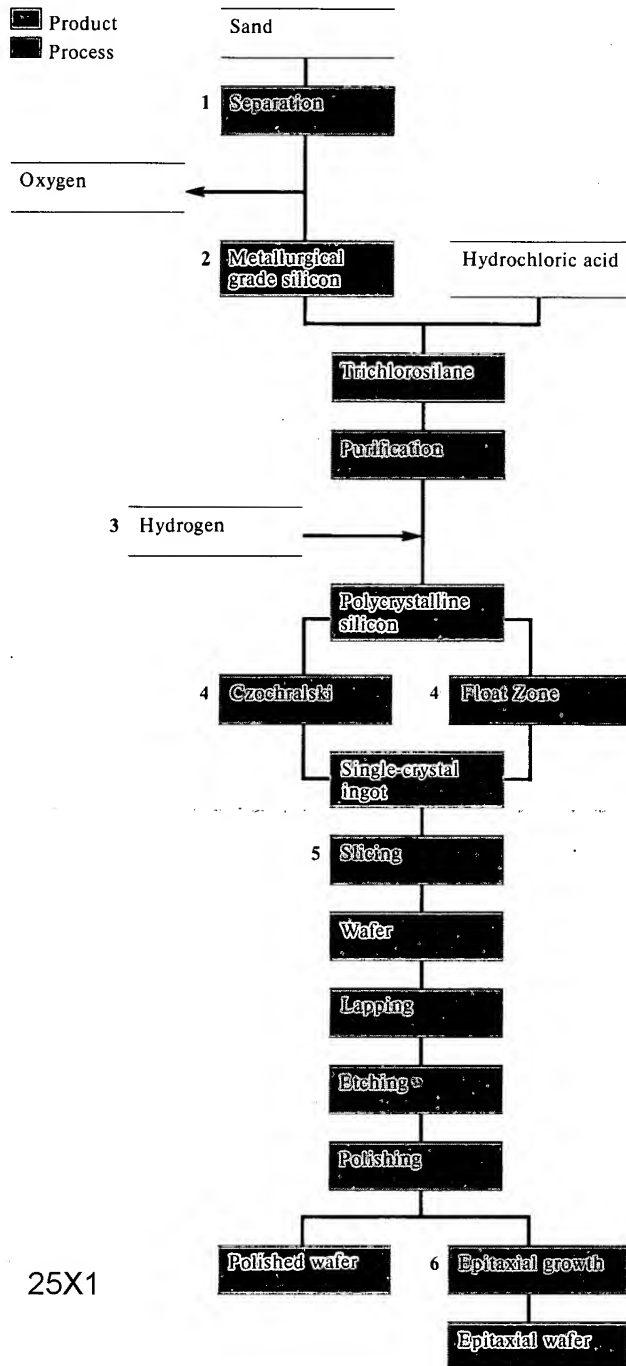 Product
Process
Sand
1 Separation
Oxygen
2 Metallurgical
grade silicon
Hydrochloric acid
Trichlorosilane
Purification
3 Hydrogen
Polycrystalline
silicon
4 Czochralski
4 Float Zone
Single-crystal
ingot
5 Slicing
Wafer
Lapping
Etching
Polishing
Polished wafer
6 Epitaxial growth
Epitaxial wafer
25X1